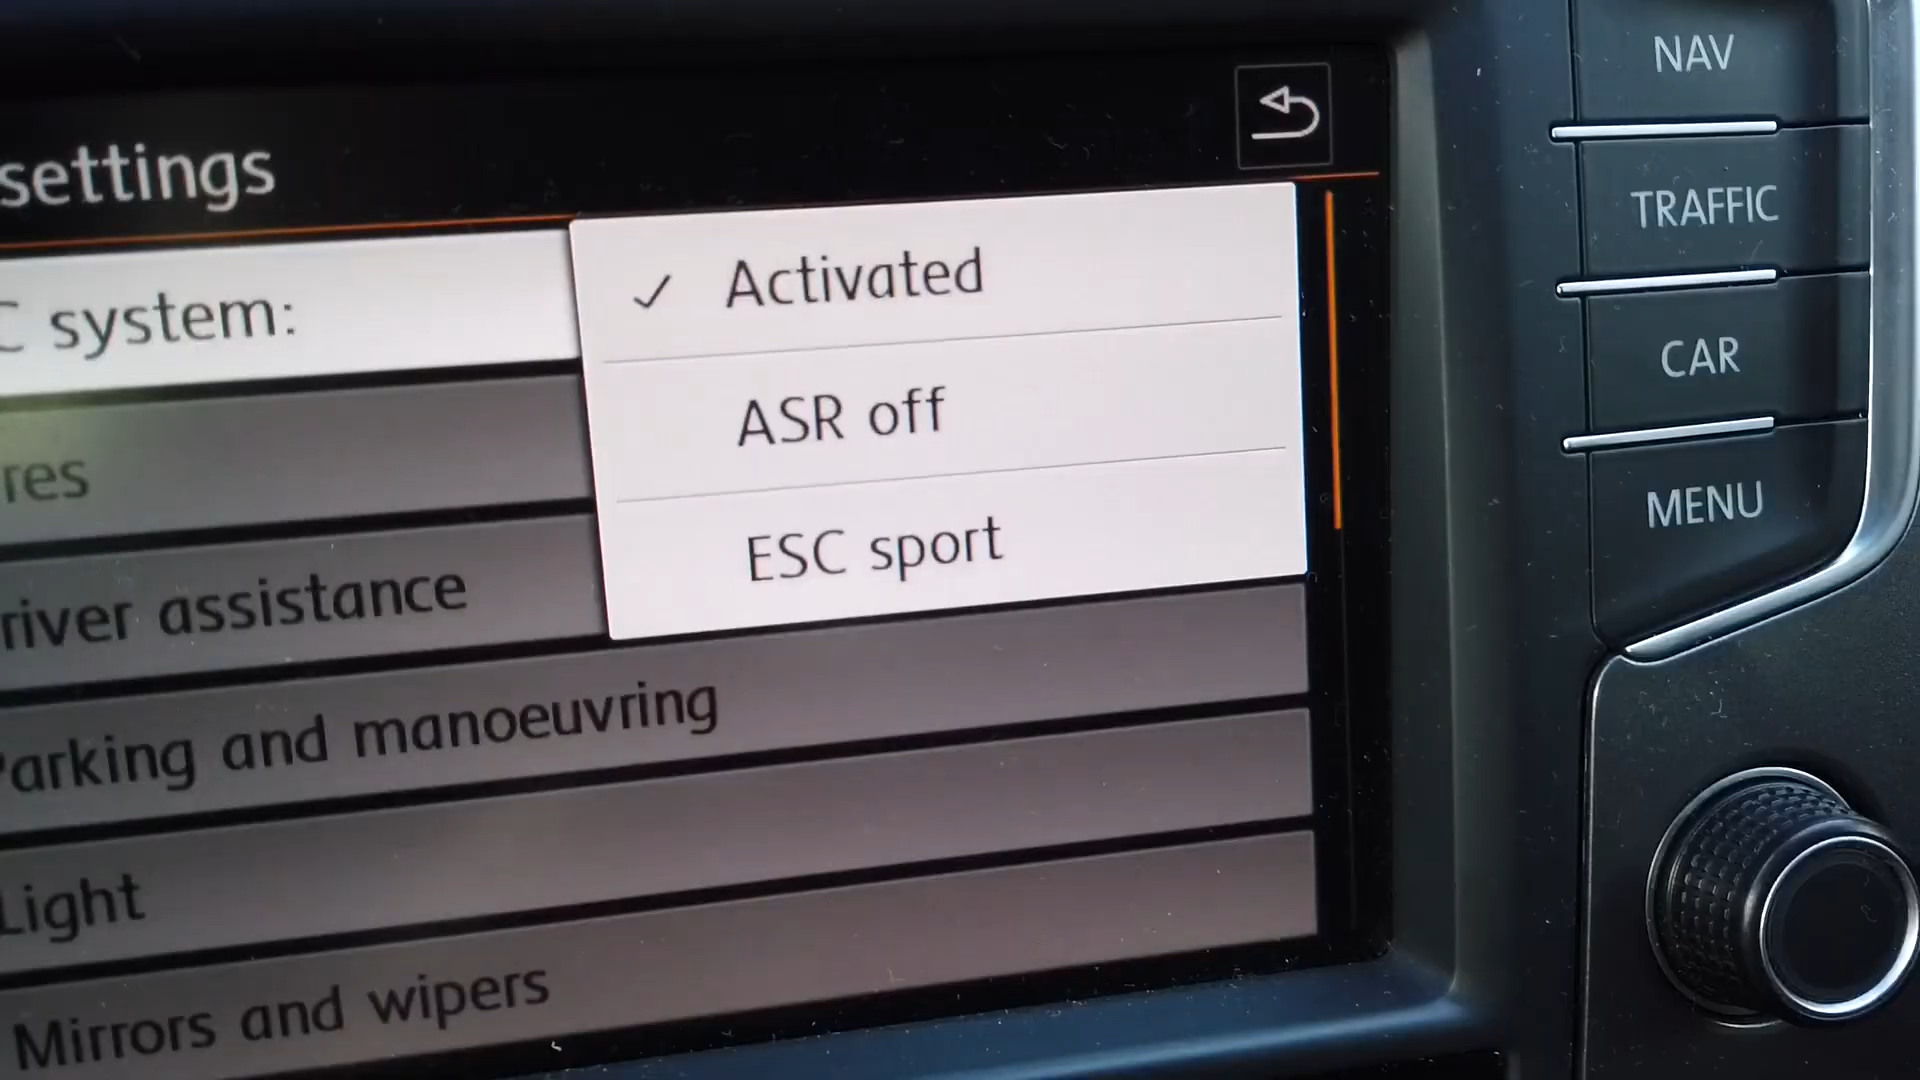 settings
C system:
Activated
ASR off
ESC sport
res
river assistance
Parking and manoeuvring
Light
Mirrors and wipers
NAV
TRAFFIC
CAR
MENU